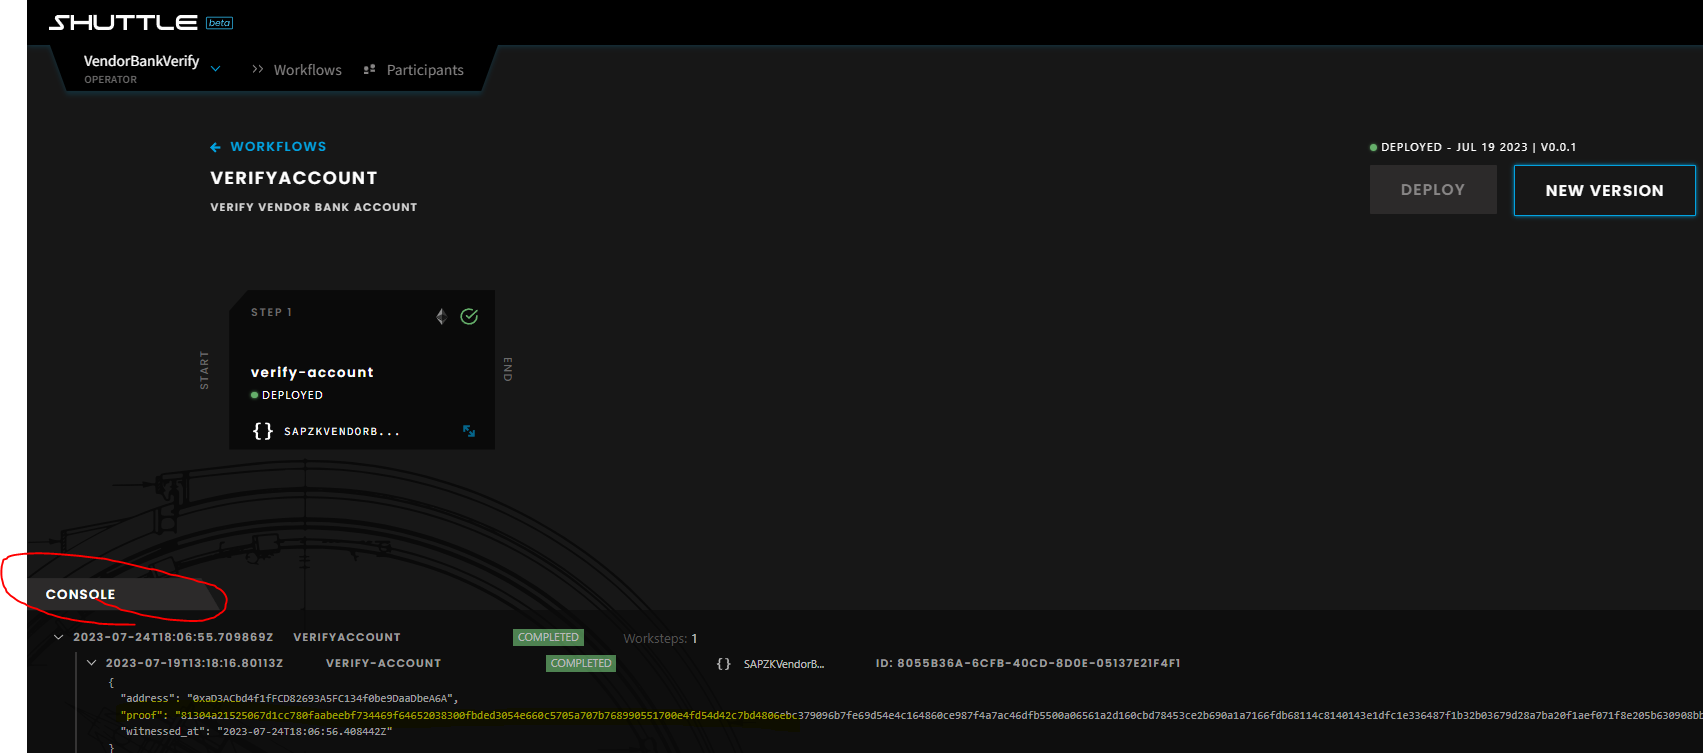 SHUTTLE beta
VendorBankVerify
OPERATOR
Workflows
Participants
WORKFLOWS
VERIFYACCOUNT
VERIFY VENDOR BANK ACCOUNT
DEPLOYED - JUL 19 2023 | V0.0.1
DEPLOY
NEW VERSION
STEP 1
START
verify-account
DEPLOYED
{} SAPZKVENDORB...
END
CONSOLE
2023-07-24T18:06:55.709869Z VERIFYACCOUNT COMPLETED Worksteps: 1
2023-07-19T13:18:16.80113Z VERIFY-ACCOUNT COMPLETED {} SAPZKVendorB... ID: 8055B36A-6CFB-40CD-8D0E-05137E21F4F1
{
"address": "0xaD3ACbd4f1fFCD82693A5FC134f0be9DaaDbeA6A",
"proof": "81304a21525067d1cc780faabeebf734469f64652038300fbded3054e660c5705a707b768990551700e4fd54d42c7bd4806ebc379096b7fe69d54e4c164860ce987f4a7ac46dfb5500a06561a2d160cbd78453ce2b690a1a7166fdb68114c8140143e1dfc1e336487f1b32b03679d28a7ba20f1aef071f8e205b630908bb
"witnessed_at": "2023-07-24T18:06:56.408442Z"
}